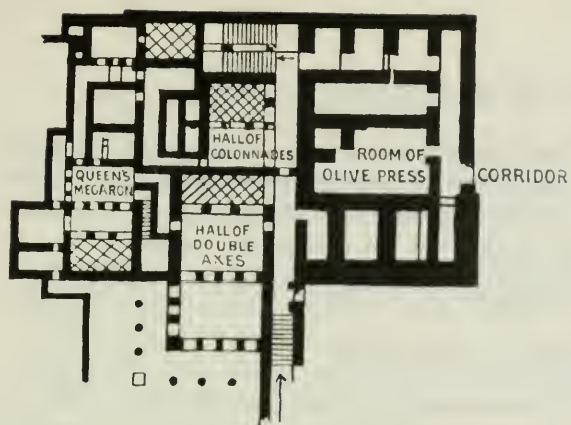 HALL OF
COLONNADES
ROOM OF
OLIVE PRESS
CORRIDOR
QUEEN'S
MEGARON
HALL OF
DOUBLE
AXES